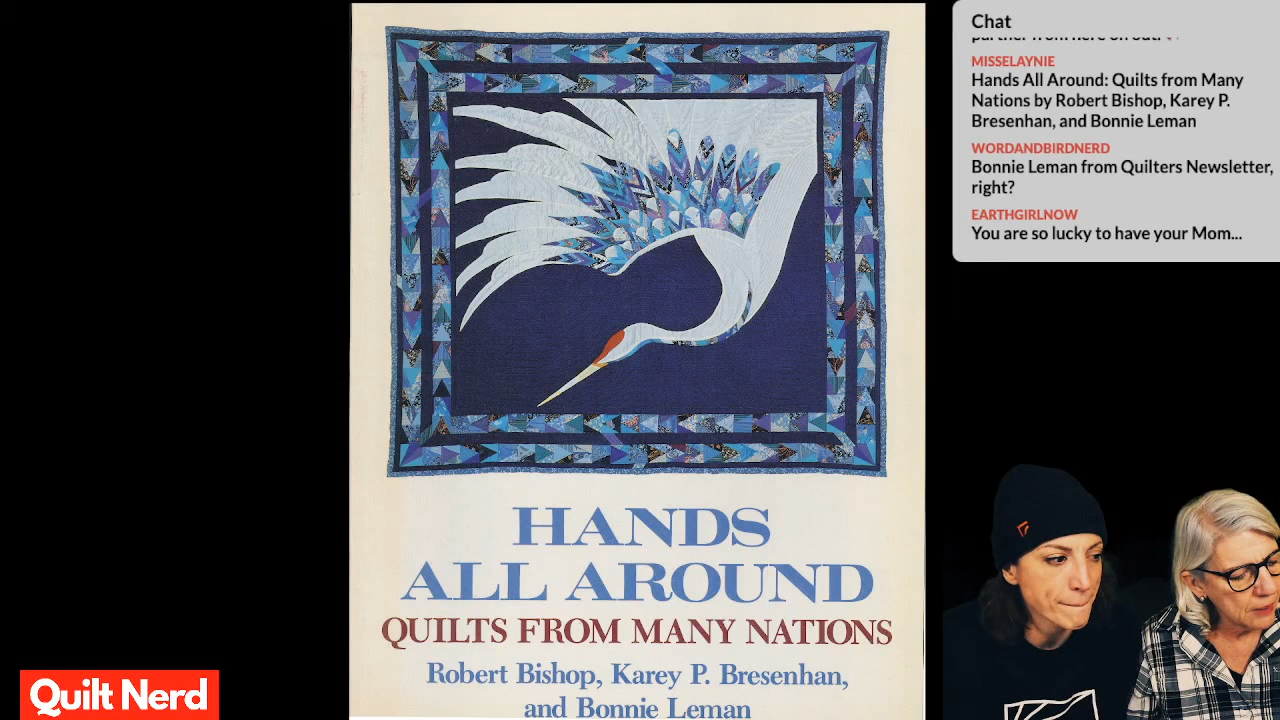 HANDS
ALL AROUND
QUILTS FROM MANY NATIONS
Robert Bishop, Karey P. Bresenhan,
and Bonnie Leman
Chat
MISSELAYNIE
Hands All Around: Quilts from Many
Nations by Robert Bishop, Karey P.
Bresenhan, and Bonnie Leman
WORDANDBIRDNERD
Bonnie Leman from Quilters Newsletter,
right?
EARTHGIRLNOW
You are so lucky to have your Mom...
Quilt Nerd